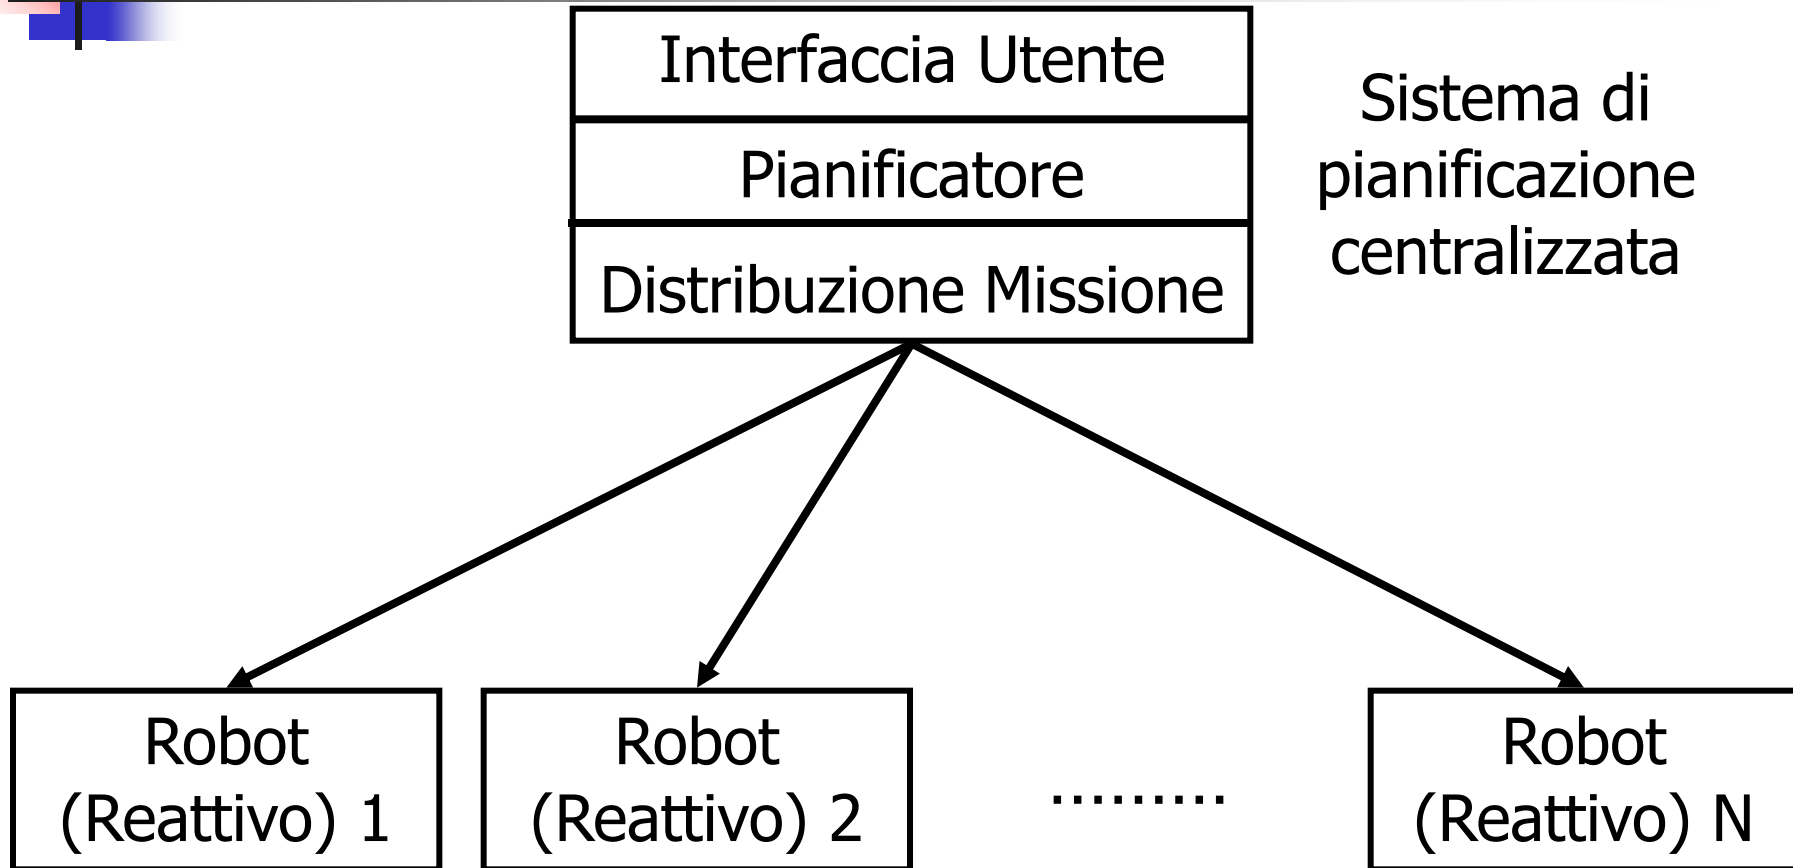 Interfaccia Utente
Pianificatore
Distribuzione Missione
Sistema di
pianificazione
centralizzata
Robot
(Reattivo) 1
Robot
(Reattivo) 2
.........
Robot
(Reattivo) N